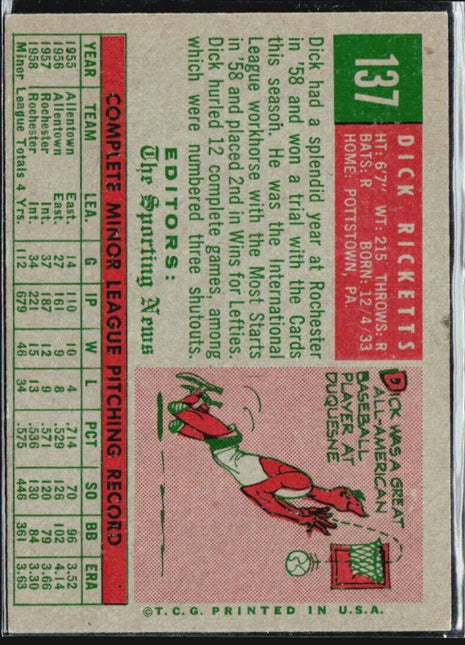 137
DICK RICKETTS
HT: 6'7" WT: 215. THROWS: R
BATS: R BORN: 12/4/33
HOME: POTTSTOWN, PA.
Dick had a splendid year at Rochester
in '58 and won a trial with the Cards
this season. He was the International
League workhorse with the Most Starts
in '58 and placed 2nd in Wins for Lefties.
Dick hurled 12 complete games, among
which were numbered three shutouts.
EDITORS:
The Sporting News
DICK WAS A GREAT
ALL-AMERICAN
BASEBALL
PLAYER AT
DUQUESNE
COMPLETE MINOR LEAGUE PITCHING RECORD
YEAR TEAM LEA. G IP W L PCT SO BB ERA
1955 Allentown East. 14 110 10 4 .714 70 96 3.52
1956 Allentown East. 27 161 9 8 .529 126 102 4.14
1957 Rochester Int. 34 187 12 9 .571 120 79 3.66
1958 Rochester Int. 37 221 15 13 .536 130 84 3.30
Minor League Totals 4 Yrs. 112 679 46 34 .575 446 361 3.63
©T.C.G. PRINTED IN U.S.A.